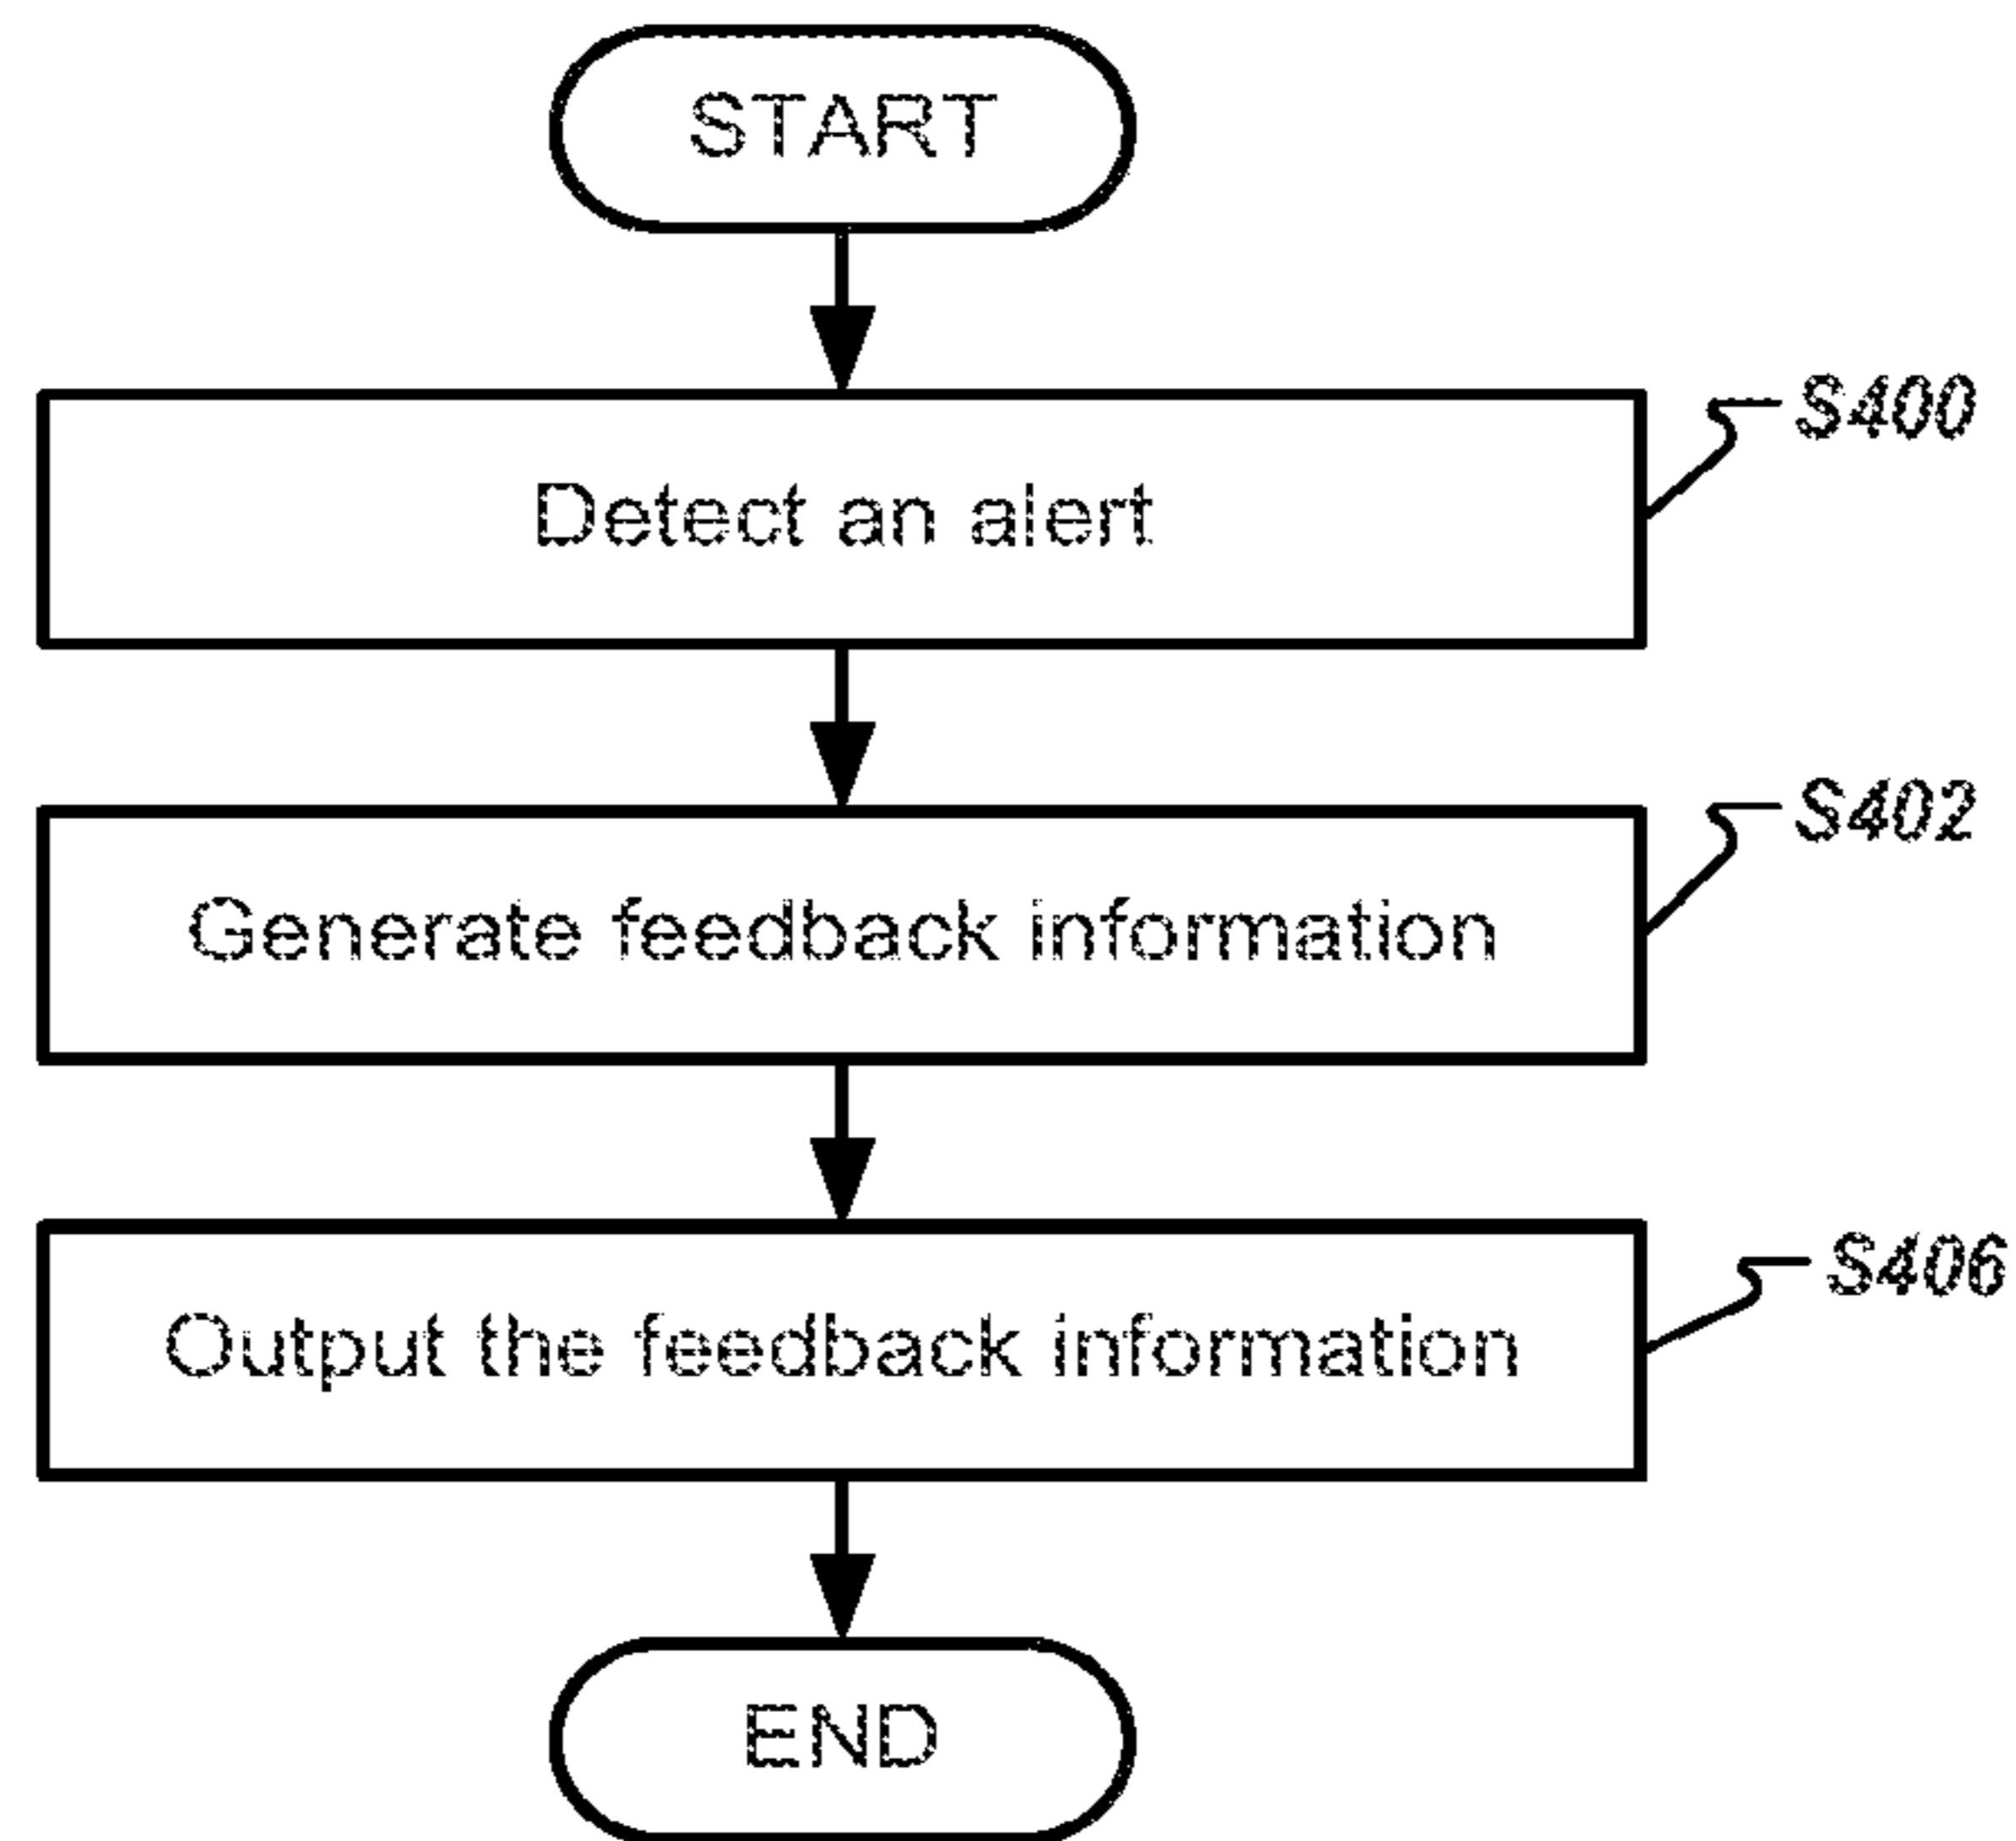 START
S400
Detect an alert
S402
Generate feedback information
S406
Output the feedback information
END